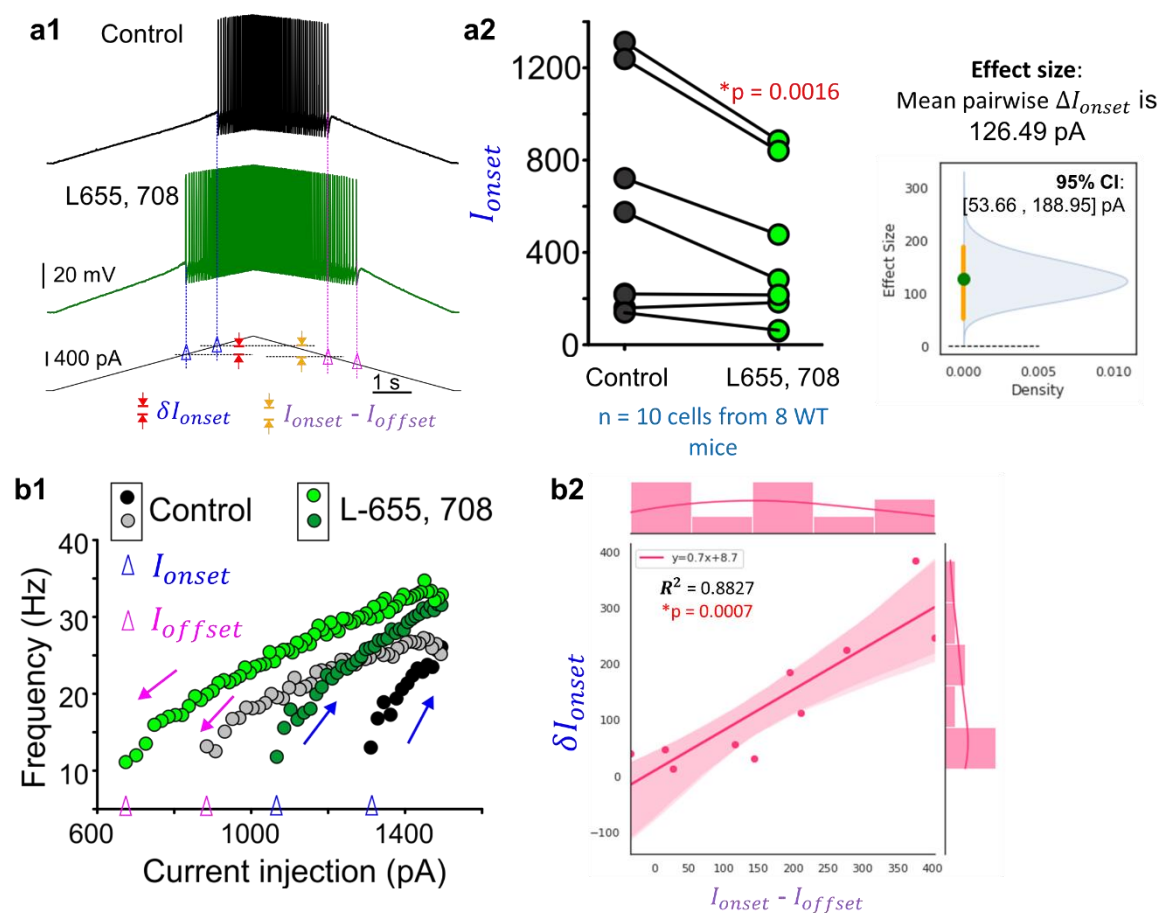 a1
Control
L655, 708
20 mV
400 pA
1 s
δI_onset
I_onset - I_offset
a2
1200
800
400
0
I_onset
*p = 0.0016
Control
L655, 708
n = 10 cells from 8 WT
mice
Effect size:
Mean pairwise ΔI_onset is
126.49 pA
95% CI:
[53.66 , 188.95] pA
300
200
100
0
Effect Size
0.000
0.005
0.010
Density
b1
Control
L-655, 708
I_onset
I_offset
40
30
20
10
Frequency (Hz)
600
1000
1400
Current injection (pA)
b2
y=0.7x+8.7
R² = 0.8827
*p = 0.0007
400
300
200
100
0
−100
δI_onset
0
50
100
150
200
250
300
350
400
I_onset - I_offset